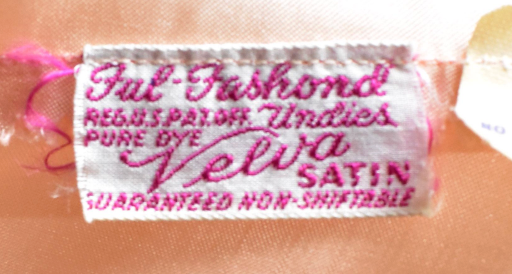 Ful-Fashond
REG.U.S.PAT.OFF. Undies
PURE DYE
Velva
SATIN
GUARANTEED NON-SHIFTABLE